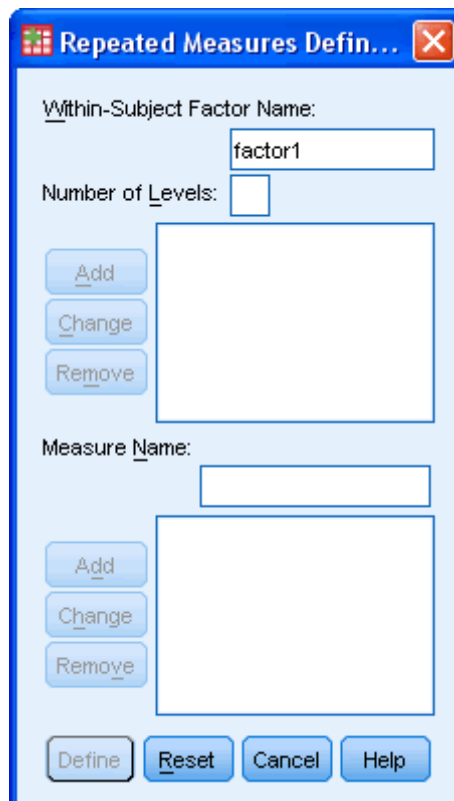 Repeated Measures Defin...
Within-Subject Factor Name:
factor1
Number of Levels:
Add
Change
Remove
Measure Name:
Add
Change
Remove
Define Reset Cancel Help